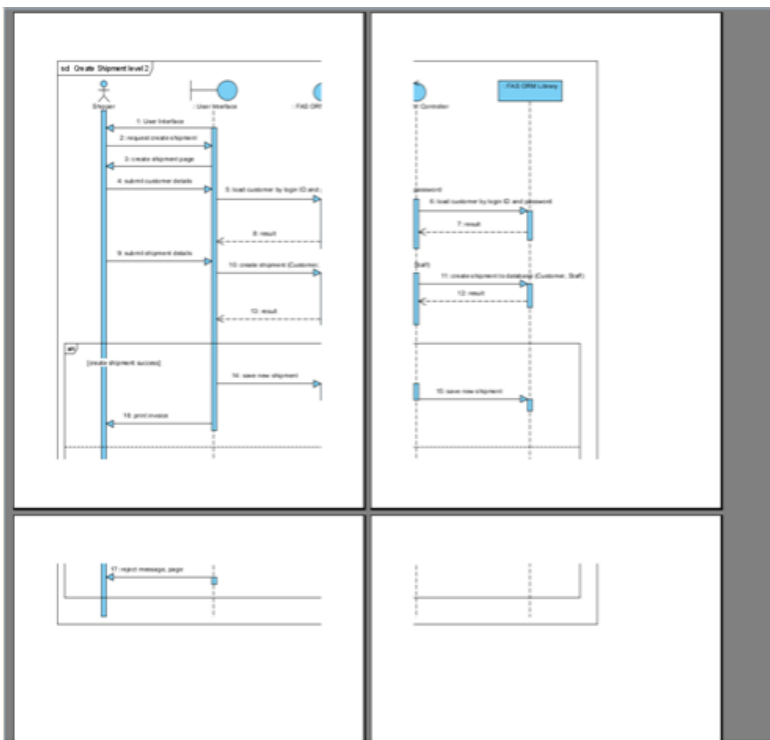 sd Create Shipment level 2
Shipper
: User Interface
: FAS ORM
Controller
: FAS ORM Library
1: User Interface
2: request create shipment
3: create shipment page
4: submit customer details
5: load customer by login ID and
password
6: load customer by login ID and password
7: result
8: result
9: submit shipment details
10: create shipment (Customer,
Staff)
11: create shipment to database (Customer, Staff)
12: result
13: result
alt
[create shipment success]
14: save new shipment
15: save new shipment
16: print invoice
17: reject message, page